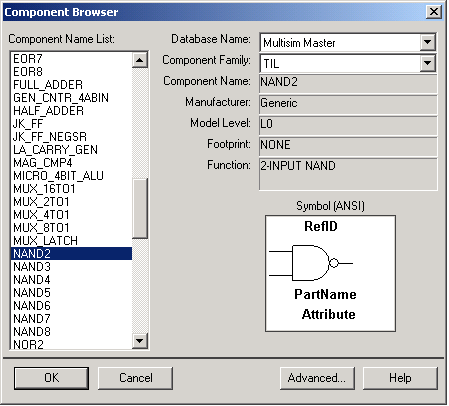 Component Browser
Component Name List:
EOR7
EOR8
FULL_ADDER
GEN_CNTR_4ABIN
HALF_ADDER
JK_FF
JK_FF_NEGSR
LA_CARRY_GEN
MAG_CMP4
MICRO_4BIT_ALU
MUX_16TO1
MUX_2TO1
MUX_4TO1
MUX_8TO1
MUX_LATCH
NAND2
NAND3
NAND4
NAND5
NAND6
NAND7
NAND8
NOR2
Database Name: Multisim Master
Component Family: TIL
Component Name: NAND2
Manufacturer: Generic
Model Level: L0
Footprint: NONE
Function: 2-INPUT NAND
Symbol (ANSI)
RefID
PartName
Attribute
OK Cancel Advanced... Help